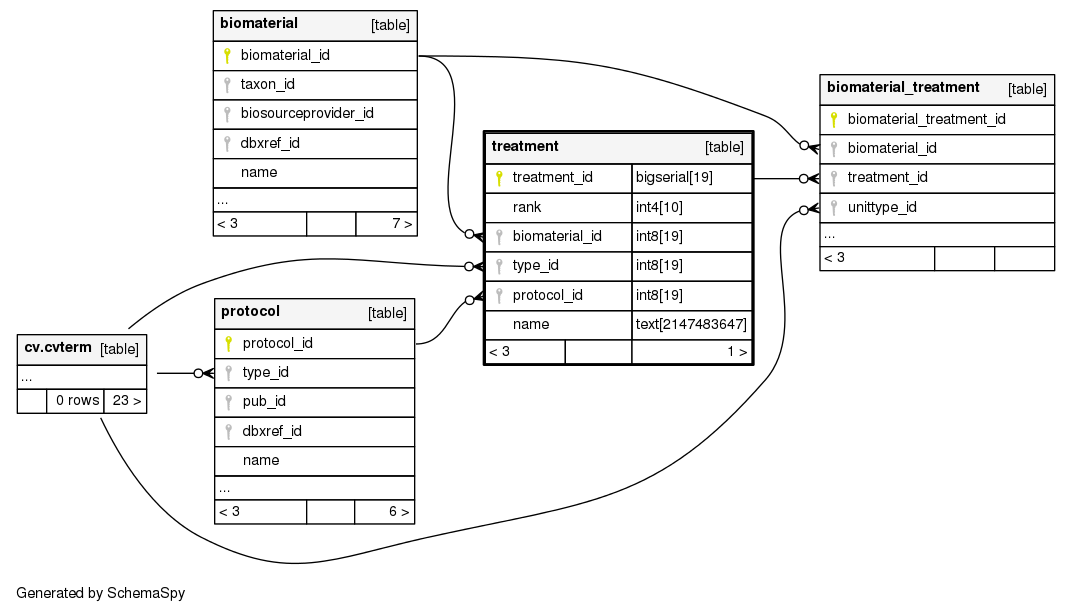 biomaterial [table]
biomaterial_id
taxon_id
biosourceprovider_id
dbxref_id
name
...
< 3 7 >
biomaterial_treatment [table]
biomaterial_treatment_id
biomaterial_id
treatment_id
unittype_id
...
< 3
treatment [table]
treatment_id bigserial[19]
rank int4[10]
biomaterial_id int8[19]
type_id int8[19]
protocol_id int8[19]
name text[2147483647]
< 3 1 >
protocol [table]
protocol_id
type_id
pub_id
dbxref_id
name
...
< 3 6 >
cv.cvterm [table]
...
0 rows 23 >
Generated by SchemaSpy